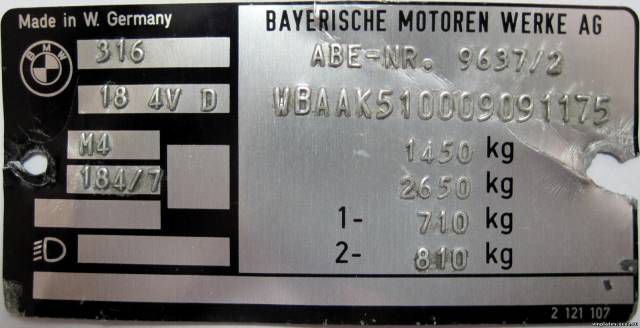 Made in W. Germany
BMW
316
18 4V D
M4
184/7
BAYERISCHE MOTOREN WERKE AG
ABE-NR. 9637/2
WBAAK510009091175
1450 kg
2650 kg
1- 710 kg
2- 810 kg
2 121 107